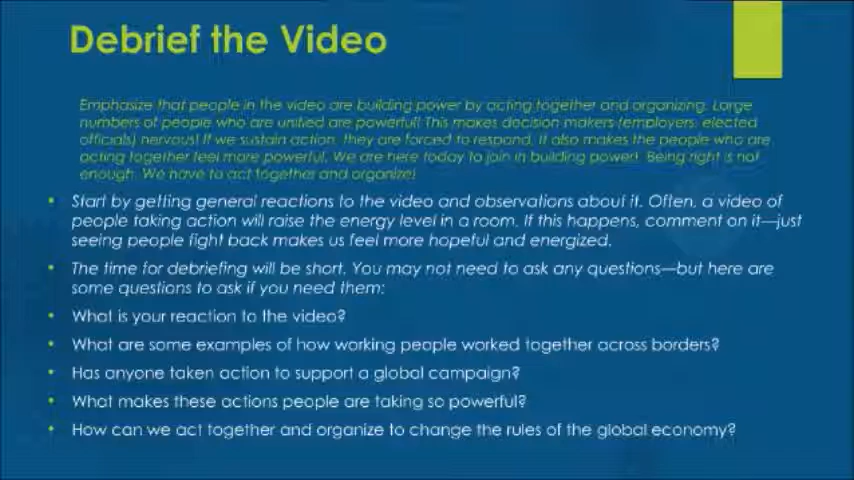 Debrief the Video
Emphasize that people in the video are building power by acting together and organizing. Large
numbers of people who are unified are powerful! This makes decision makers (employers, elected
officials) nervous! If we sustain action, they are forced to respond. It also makes the people who are
acting together feel more powerful. We are here today to join in building power! Being right is not
enough. We have to act together and organize!
• Start by getting general reactions to the video and observations about it. Often, a video of
people taking action will raise the energy level in a room. If this happens, comment on it—just
seeing people fight back makes us feel more hopeful and energized.
• The time for debriefing will be short. You may not need to ask any questions—but here are
some questions to ask if you need them:
• What is your reaction to the video?
• What are some examples of how working people worked together across borders?
• Has anyone taken action to support a global campaign?
• What makes these actions people are taking so powerful?
• How can we act together and organize to change the rules of the global economy?